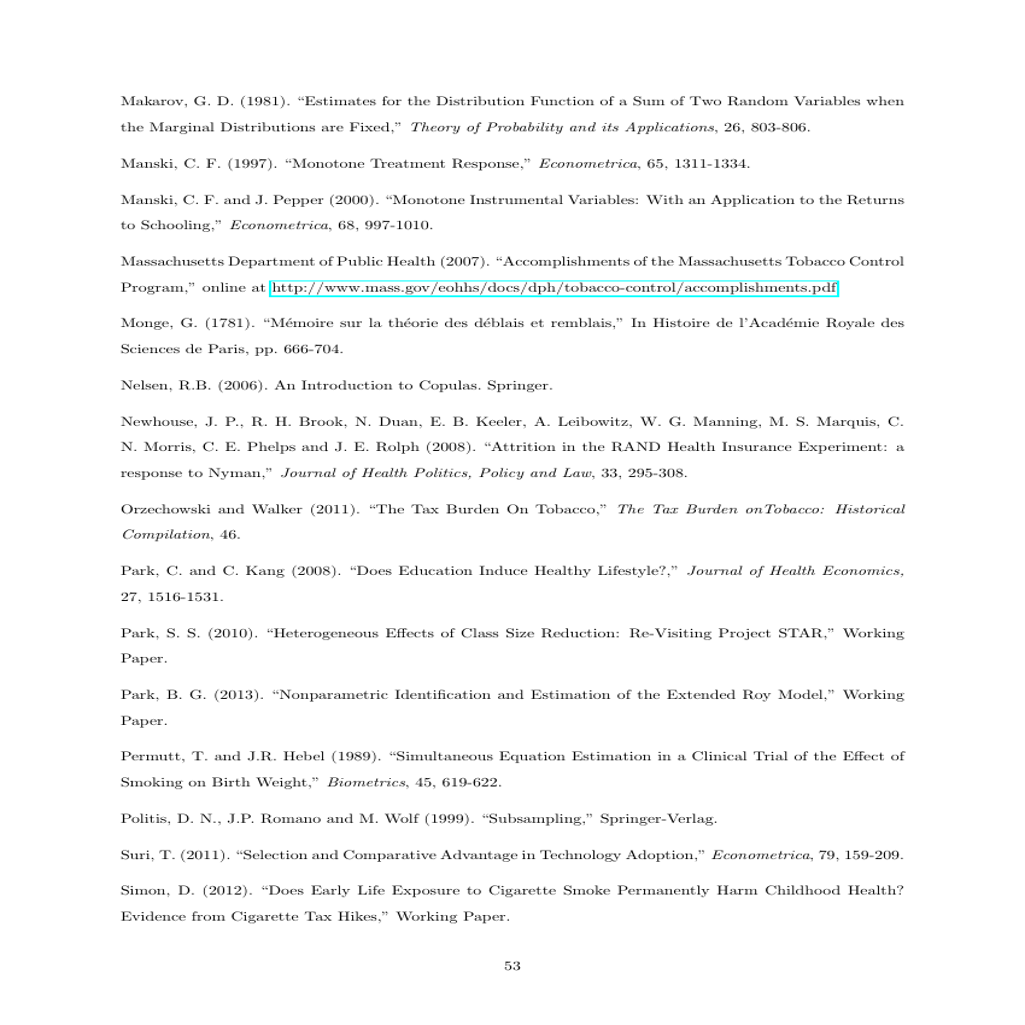 Makarov, G. D. (1981). “Estimates for the Distribution Function of a Sum of Two Random Variables when
the Marginal Distributions are Fixed,” Theory of Probability and its Applications, 26, 803-806.
Manski, C. F. (1997). “Monotone Treatment Response,” Econometrica, 65, 1311-1334.
Manski, C. F. and J. Pepper (2000). “Monotone Instrumental Variables: With an Application to the Returns
to Schooling,” Econometrica, 68, 997-1010.
Massachusetts Department of Public Health (2007). “Accomplishments of the Massachusetts Tobacco Control
Program,” online at http://www.mass.gov/eohhs/docs/dph/tobacco-control/accomplishments.pdf
Monge, G. (1781). “Mémoire sur la théorie des déblais et remblais,” In Histoire de l’Académie Royale des
Sciences de Paris, pp. 666-704.
Nelsen, R.B. (2006). An Introduction to Copulas. Springer.
Newhouse, J. P., R. H. Brook, N. Duan, E. B. Keeler, A. Leibowitz, W. G. Manning, M. S. Marquis, C.
N. Morris, C. E. Phelps and J. E. Rolph (2008). “Attrition in the RAND Health Insurance Experiment: a
response to Nyman,” Journal of Health Politics, Policy and Law, 33, 295-308.
Orzechowski and Walker (2011). “The Tax Burden On Tobacco,” The Tax Burden onTobacco: Historical
Compilation, 46.
Park, C. and C. Kang (2008). “Does Education Induce Healthy Lifestyle?,” Journal of Health Economics,
27, 1516-1531.
Park, S. S. (2010). “Heterogeneous Effects of Class Size Reduction: Re-Visiting Project STAR,” Working
Paper.
Park, B. G. (2013). “Nonparametric Identification and Estimation of the Extended Roy Model,” Working
Paper.
Permutt, T. and J.R. Hebel (1989). “Simultaneous Equation Estimation in a Clinical Trial of the Effect of
Smoking on Birth Weight,” Biometrics, 45, 619-622.
Politis, D. N., J.P. Romano and M. Wolf (1999). “Subsampling,” Springer-Verlag.
Suri, T. (2011). “Selection and Comparative Advantage in Technology Adoption,” Econometrica, 79, 159-209.
Simon, D. (2012). “Does Early Life Exposure to Cigarette Smoke Permanently Harm Childhood Health?
Evidence from Cigarette Tax Hikes,” Working Paper.
53